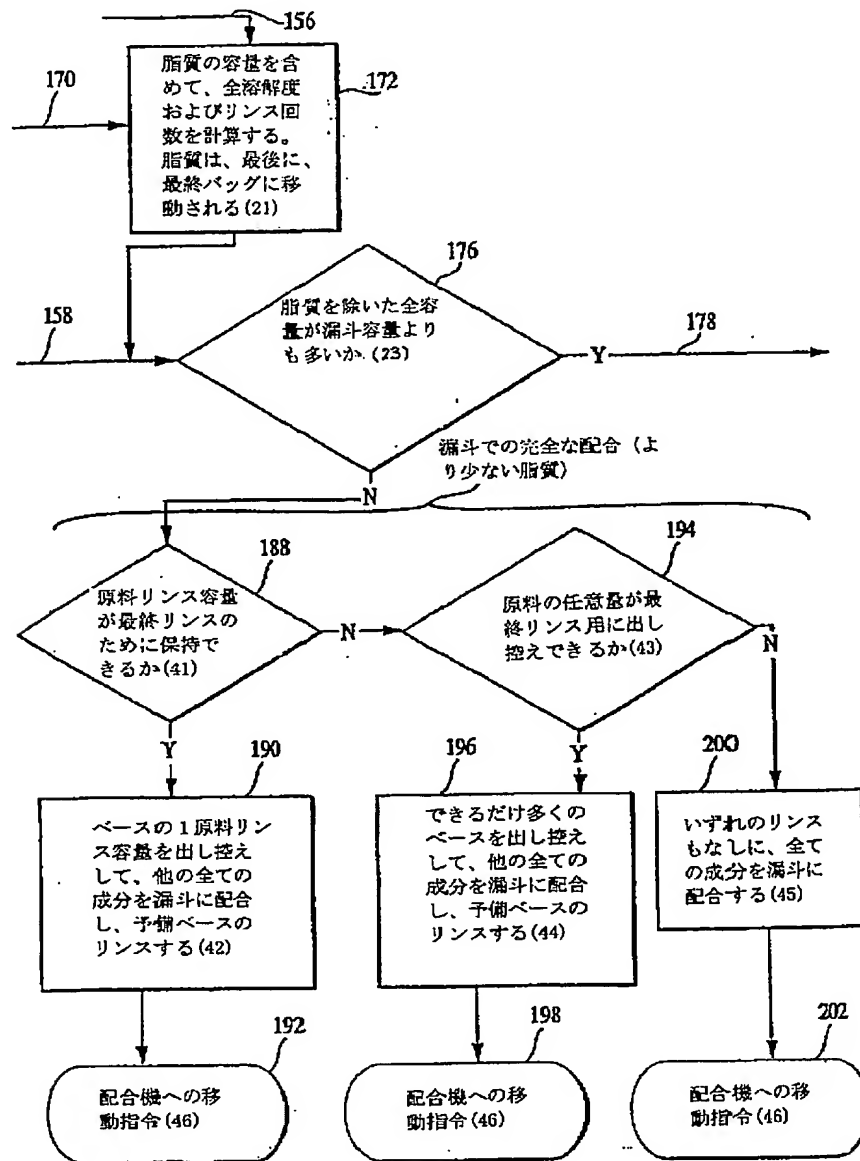 156
170
脂質の容量を含
めて、全溶解度
およびリンス回
数を計算する。
脂質は、最後に、
最終バッグに移
動される(21)
172
176
脂質を除いた全容
量が漏斗容量より
も多いか.(23)
158
Y
178
N
漏斗での完全な配合（よ
り少ない脂質）
188
原料リンス容量
が最終リンスの
ために保持で
きるか(41)
N
194
原料の任意量が最
終リンス用に出し
控えできるか(43)
N
Y
190
ベースの1原料リン
ス容量を出し控え
して、他の全ての
成分を漏斗に配合
し、予備ベースの
リンスする(42)
Y
196
できるだけ多くの
ベースを出し控え
して、他の全ての
成分を漏斗に配合
し、予備ベースの
リンスする(44)
200
いずれのリンス
もなしに、全て
の成分を漏斗に
配合する(45)
192
配合機への移
動指令(46)
198
配合機への移
動指令(46)
202
配合機への移
動指令(46)